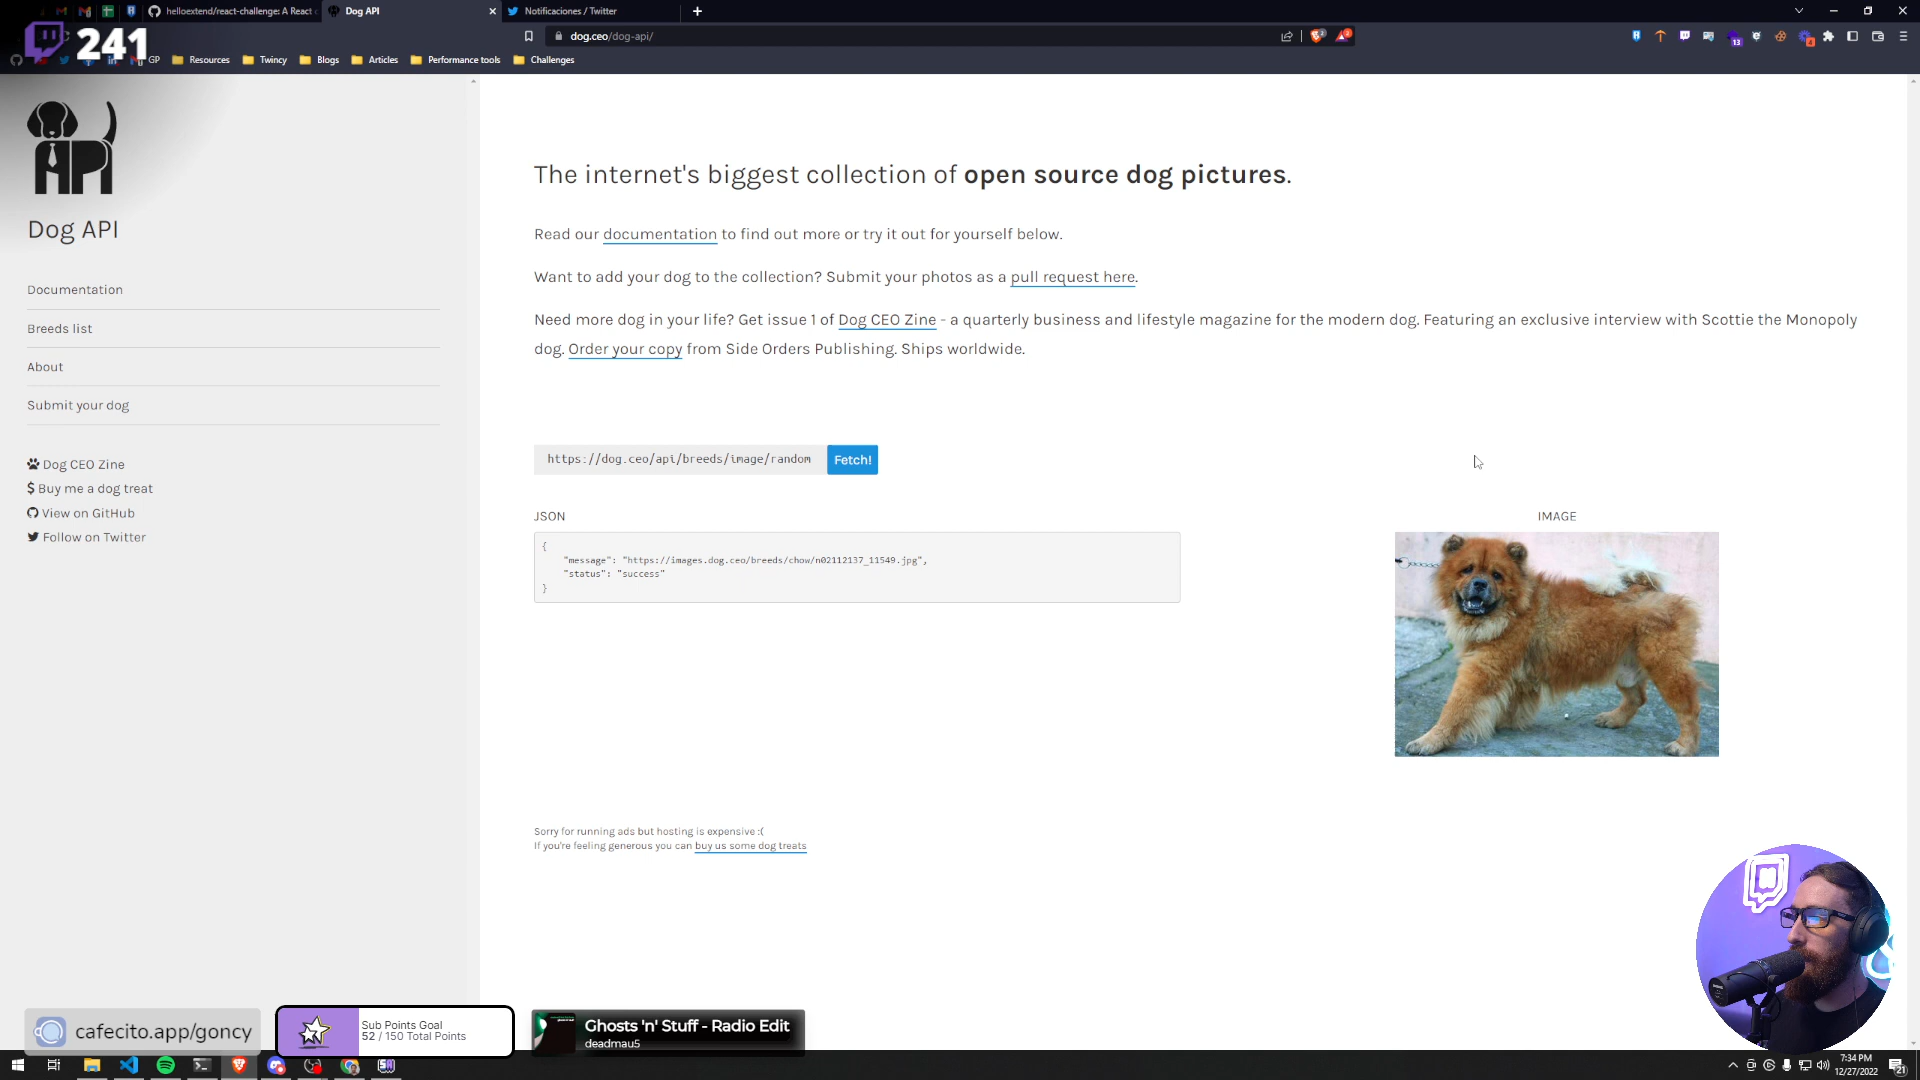 helloextend/react-challenge: A React
Dog API
Notificaciones / Twitter
241
dog.ceo/dog-api/
2
13
4
GP
Resources
Twincy
Blogs
Articles
Performance tools
Challenges
API
Dog API
Documentation
Breeds list
About
Submit your dog
Dog CEO Zine
$ Buy me a dog treat
View on GitHub
Follow on Twitter
The internet's biggest collection of open source dog pictures.
Read our documentation to find out more or try it out for yourself below.
Want to add your dog to the collection? Submit your photos as a pull request here.
Need more dog in your life? Get issue 1 of Dog CEO Zine - a quarterly business and lifestyle magazine for the modern dog. Featuring an exclusive interview with Scottie the Monopoly
dog. Order your copy from Side Orders Publishing. Ships worldwide.
https://dog.ceo/api/breeds/image/random
Fetch!
JSON
IMAGE
{
"message": "https://images.dog.ceo/breeds/chow/n02112137_11549.jpg",
"status": "success"
}
Sorry for running ads but hosting is expensive :(
If you're feeling generous you can buy us some dog treats
cafecito.app/goncy
Sub Points Goal
52 / 150 Total Points
Ghosts 'n' Stuff - Radio Edit
deadmau5
7:34 PM
12/27/2022
21